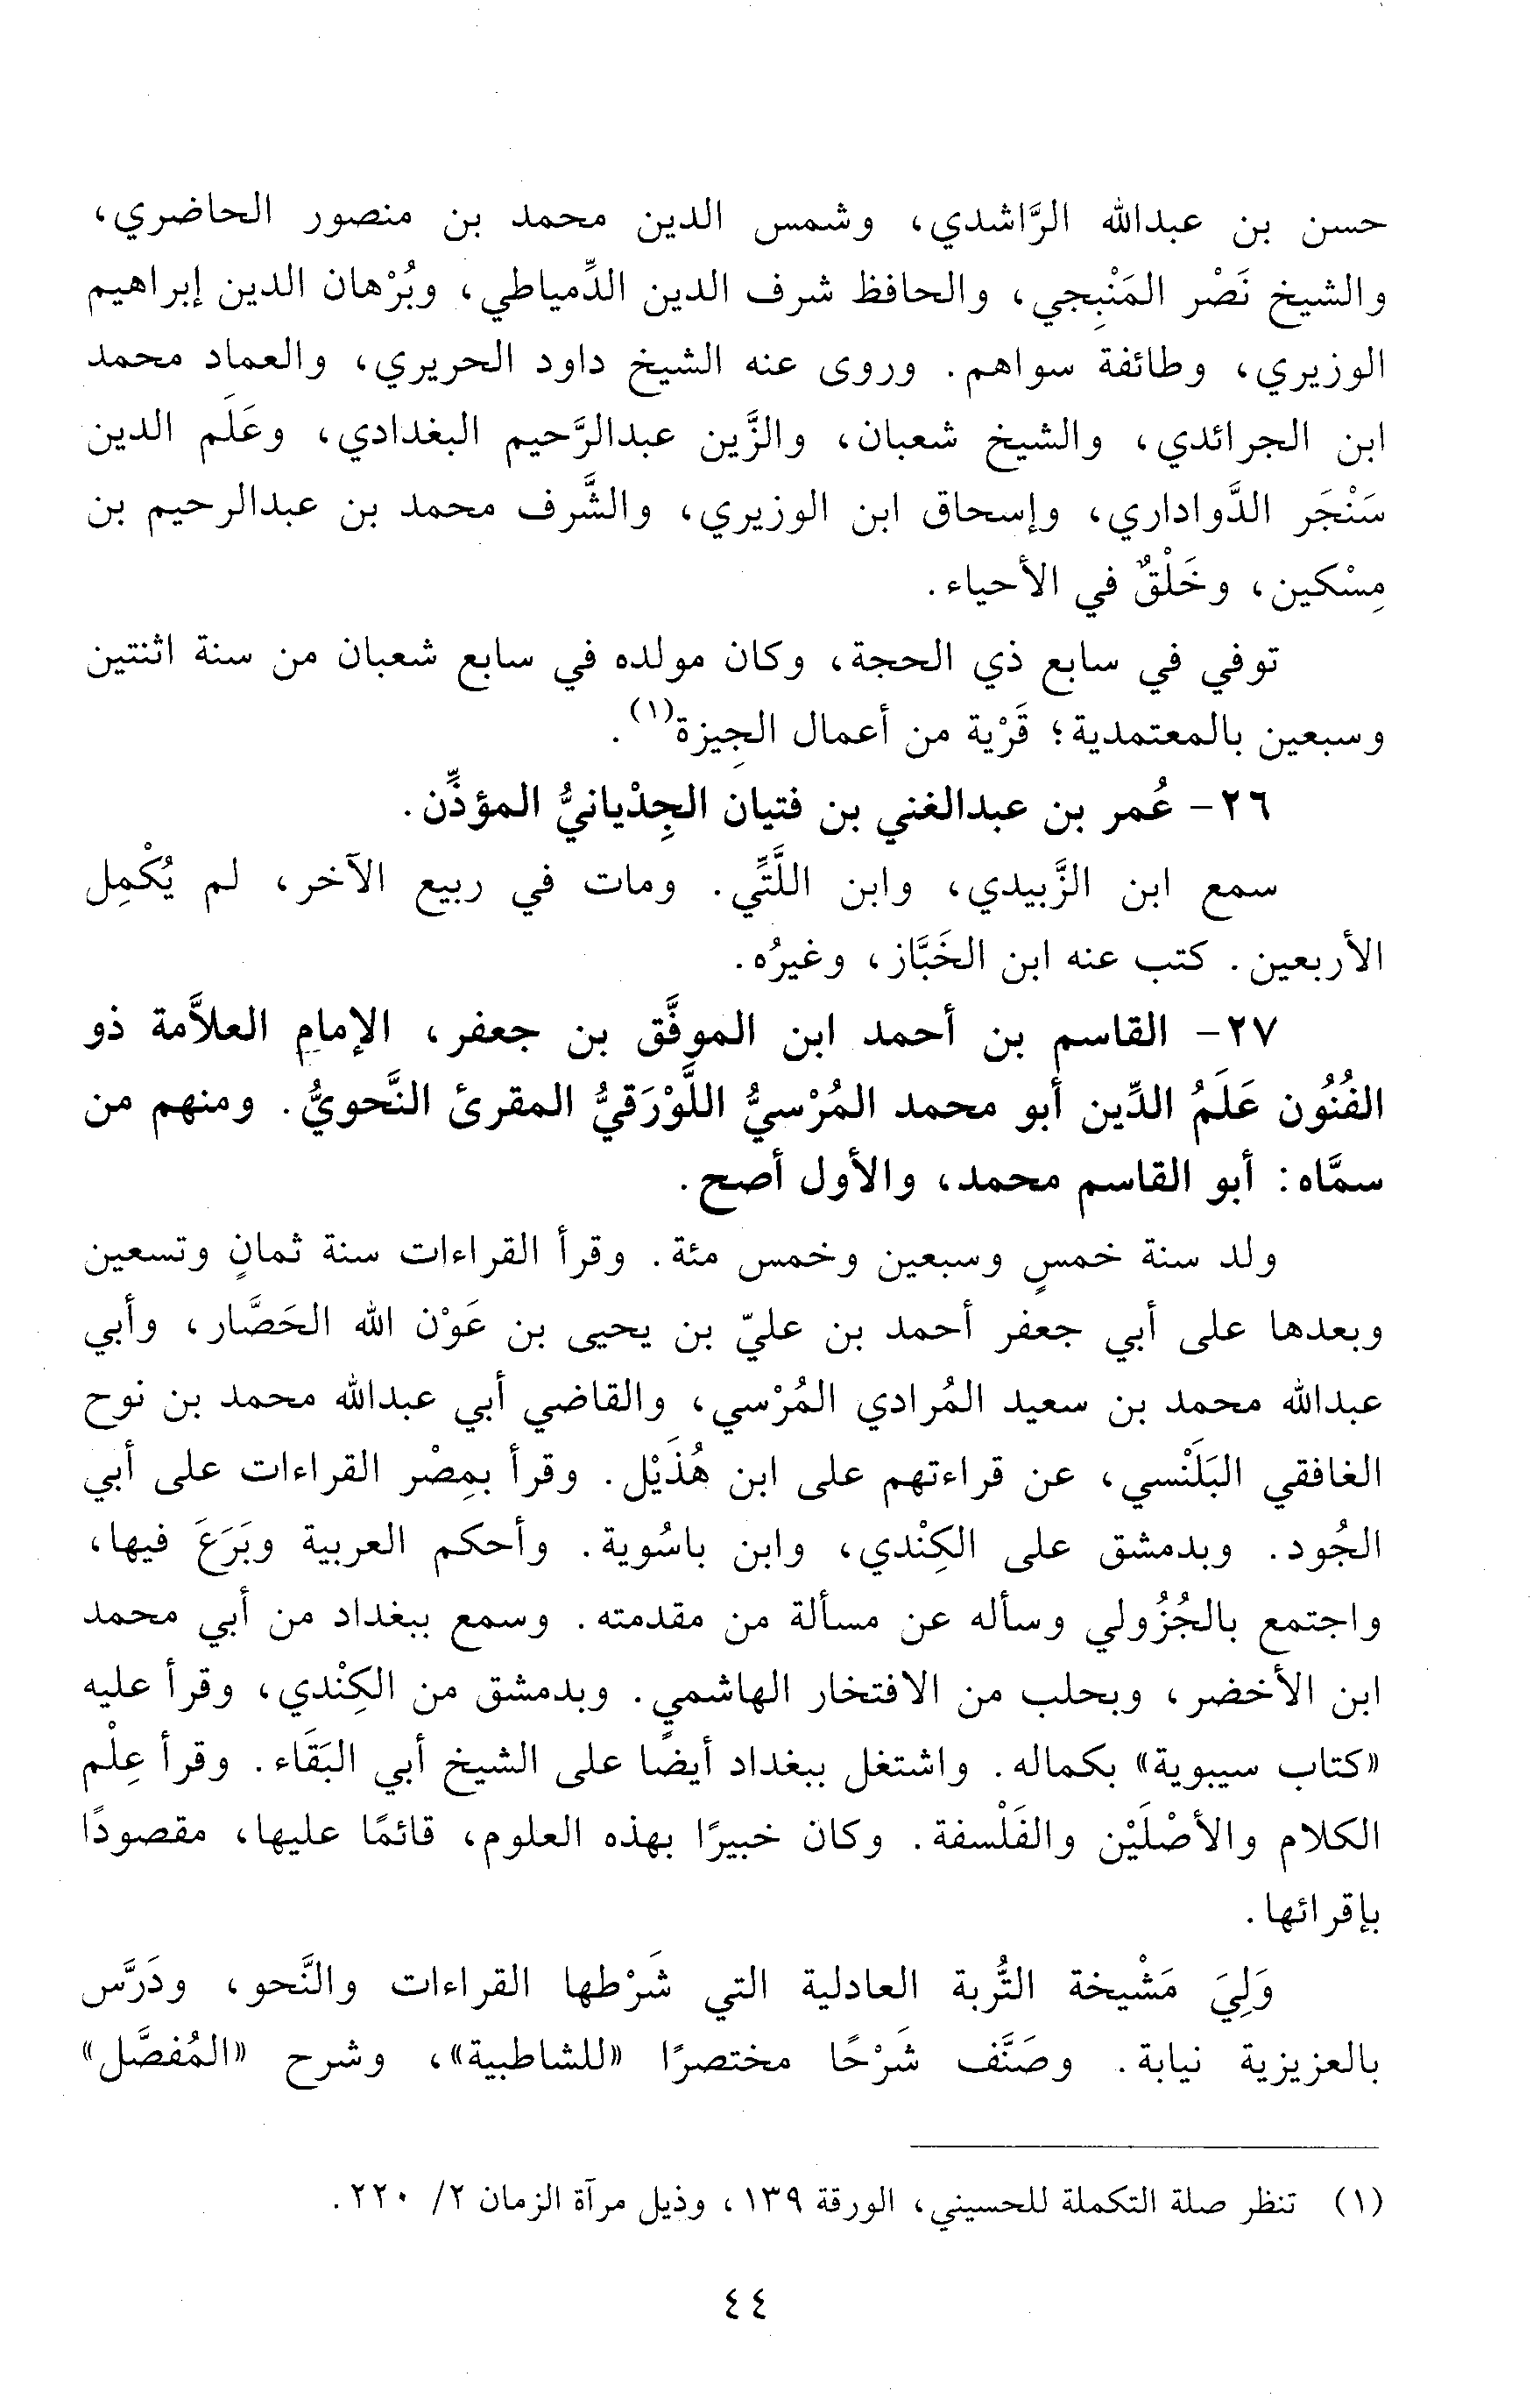 حسن بن عبدالله الرَّاشدي، وشمس الدين محمد بن منصور الحاضري،
والشيخ نَصْر المَنْبِجي، والحافظ شرف الدين الدِّمياطي، وبُرْهان الدين إبراهيم
الوزيري، وطائفة سواهم. وروى عنه الشيخ داود الحريري، والعماد محمد
ابن الجرائدي، والشيخ شعبان، والزَّين عبدالرَّحيم البغدادي، وعَلَم الدين
سَنْجَر الدَّواداري، وإسحاق ابن الوزيري، والشَّرف محمد بن عبدالرحيم بن
مِسْكين، وخَلْقٌ في الأحياء.
توفي في سابع ذي الحجة، وكان مولده في سابع شعبان من سنة اثنتين
وسبعين بالمعتمدية؛ قَرْية من أعمال الجِيزة(١).
٢٦- عُمر بن عبدالغني بن فتيان الجِدْيانيُّ المؤذِّن.
سمع ابن الزَّبيدي، وابن اللَّتِّي. ومات في ربيع الآخر، لم يُكْمِل
الأربعين. كتب عنه ابن الخَبَّاز، وغيرُه.
٢٧- القاسم بن أحمد ابن الموفَّق بن جعفر، الإمام العلاَّمة ذو
الفُنُون عَلَمُ الدِّين أبو محمد المُرْسيُّ اللَّوْرَقيُّ المقرئ النَّحويُّ. ومنهم من
سمَّاه: أبو القاسم محمد، والأول أصح.
ولد سنة خمسٍ وسبعين وخمس مئة. وقرأ القراءات سنة ثمانٍ وتسعين
وبعدها على أبي جعفر أحمد بن عليّ بن يحيى بن عَوْن الله الحَصَّار، وأبي
عبدالله محمد بن سعيد المُرادي المُرْسي، والقاضي أبي عبدالله محمد بن نوح
الغافقي البَلَنْسي، عن قراءتهم على ابن هُذَيْل. وقرأ بمِصْر القراءات على أبي
الجُود. وبدمشق على الكِنْدي، وابن باسُوية. وأحكم العربية وبَرَعَ فيها،
واجتمع بالجُزُولي وسأله عن مسألة من مقدمته. وسمع ببغداد من أبي محمد
ابن الأخضر، وبحلب من الافتخار الهاشمي. وبدمشق من الكِنْدي، وقرأ عليه
«كتاب سيبوية» بكماله. واشتغل ببغداد أيضًا على الشيخ أبي البَقَاء. وقرأ عِلْم
الكلام والأصْلَيْن والفَلْسفة. وكان خبيرًا بهذه العلوم، قائمًا عليها، مقصودًا
بإقرائها.
وَلِيَ مَشْيخة التُّربة العادلية التي شَرْطها القراءات والنَّحو، ودَرَّس
بالعزيزية نيابة. وصَنَّف شَرْحًا مختصرًا «للشاطبية»، وشرح «المُفصَّل»
(١) تنظر صلة التكملة للحسيني، الورقة ١٣٩، وذيل مرآة الزمان ٢/ ٢٢٠.
٤٤